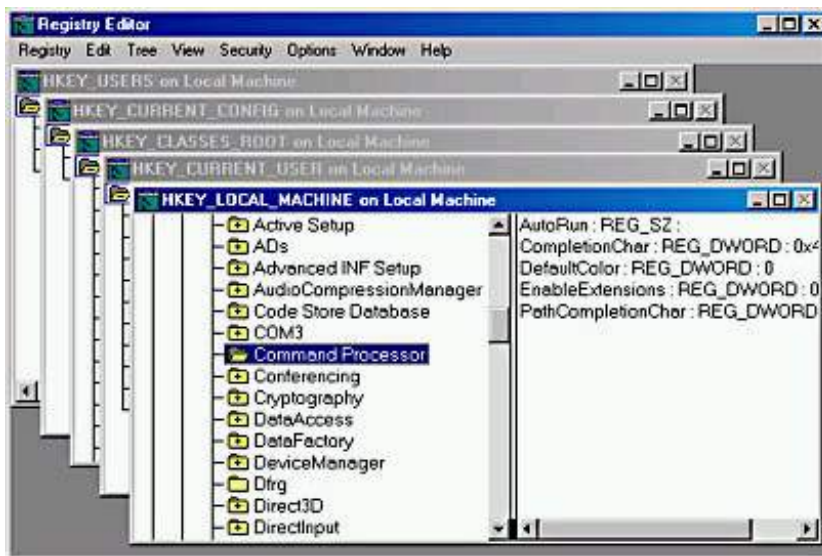 Registry Editor
Registry Edit Tree View Security Options Window Help
HKEY_USERS on Local Machine
HKEY_CURRENT_CONFIG on Local Machine
HKEY_CLASSES_ROOT on Local Machine
HKEY_CURRENT_USER on Local Machine
HKEY_LOCAL_MACHINE on Local Machine
Active Setup
ADs
Advanced INF Setup
AudioCompressionManager
Code Store Database
COM3
Command Processor
Conferencing
Cryptography
DataAccess
DataFactory
DeviceManager
Dfrg
Direct3D
DirectInput
AutoRun : REG_SZ :
CompletionChar : REG_DWORD : 0x4
DefaultColor : REG_DWORD : 0
EnableExtensions : REG_DWORD : 0
PathCompletionChar : REG_DWORD